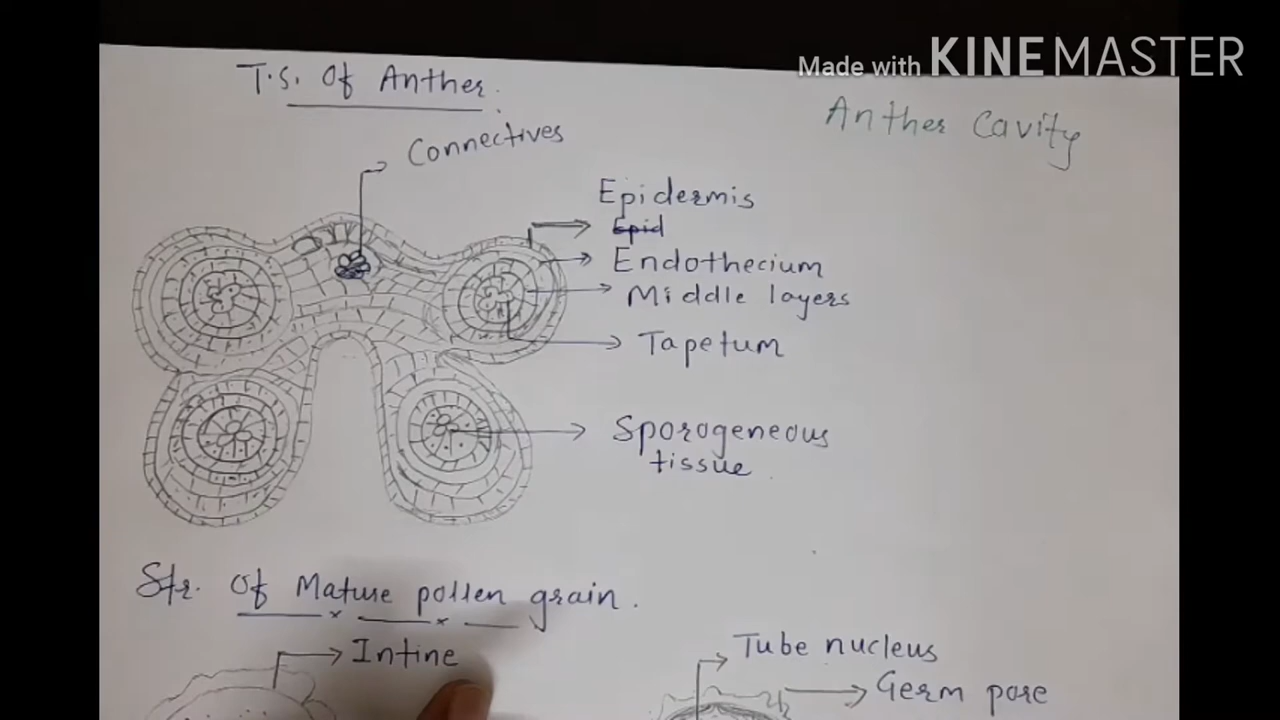 Made with KINEMASTER
T.S. Of Anther.
Anther Cavity
Connectives
Epidermis
Epid
Endothecium
Middle layers
Tapetum
Sporogeneous
tissue
Str. Of Mature pollen grain.
Intine
Tube nucleus
Germ pore